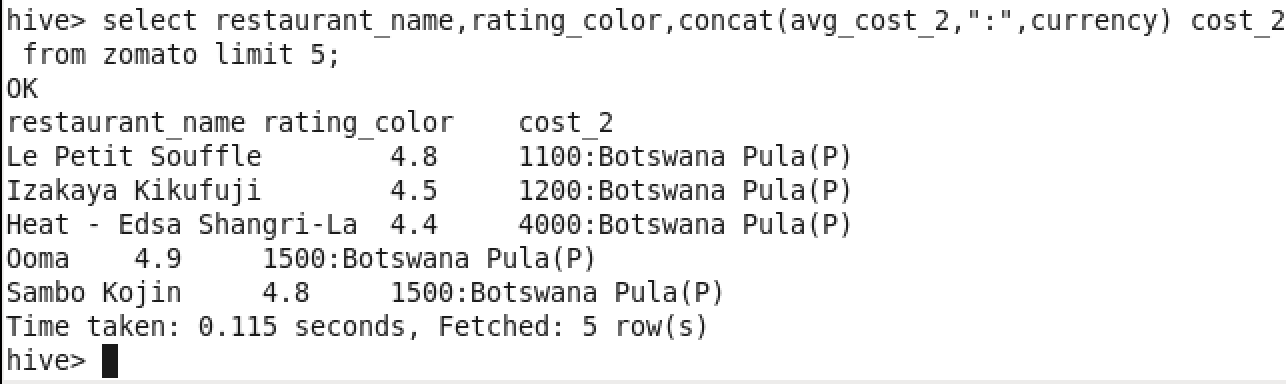 hive> select restaurant_name,rating_color,concat(avg_cost_2,":",currency) cost_2
 from zomato limit 5;
OK
restaurant_name rating_color    cost_2
Le Petit Souffle        4.8     1100:Botswana Pula(P)
Izakaya Kikufuji        4.5     1200:Botswana Pula(P)
Heat - Edsa Shangri-La  4.4     4000:Botswana Pula(P)
Ooma    4.9     1500:Botswana Pula(P)
Sambo Kojin     4.8     1500:Botswana Pula(P)
Time taken: 0.115 seconds, Fetched: 5 row(s)
hive>